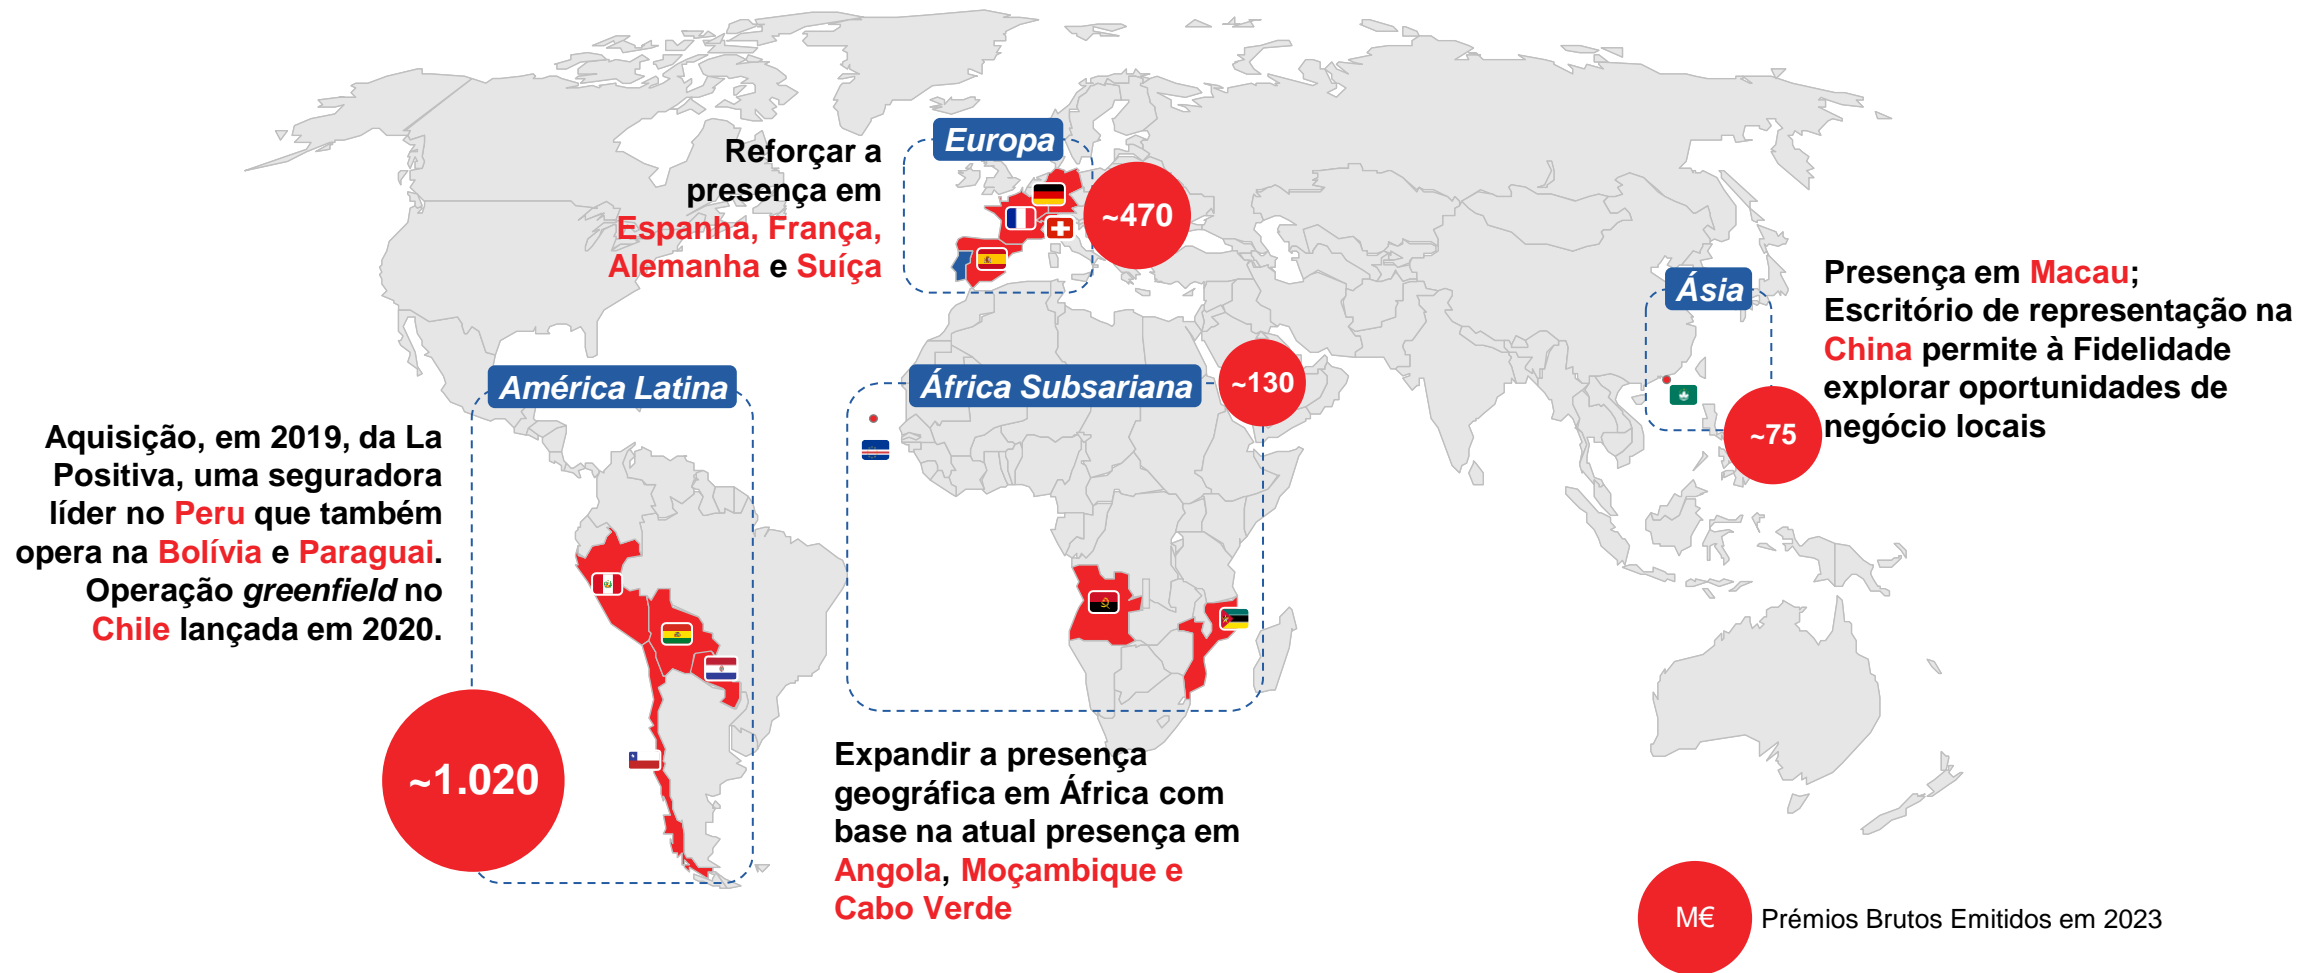 Europa
Reforçar a
presença em
Espanha, França,
Alemanha e Suíça
~470
Ásia
Presença em Macau;
Escritório de representação na
China permite à Fidelidade
explorar oportunidades de
negócio locais
~75
América Latina
Aquisição, em 2019, da La
Positiva, uma seguradora
líder no Peru que também
opera na Bolívia e Paraguai.
Operação greenfield no
Chile lançada em 2020.
~1.020
África Subsariana
~130
Expandir a presença
geográfica em África com
base na atual presença em
Angola, Moçambique e
Cabo Verde
M€
Prémios Brutos Emitidos em 2023